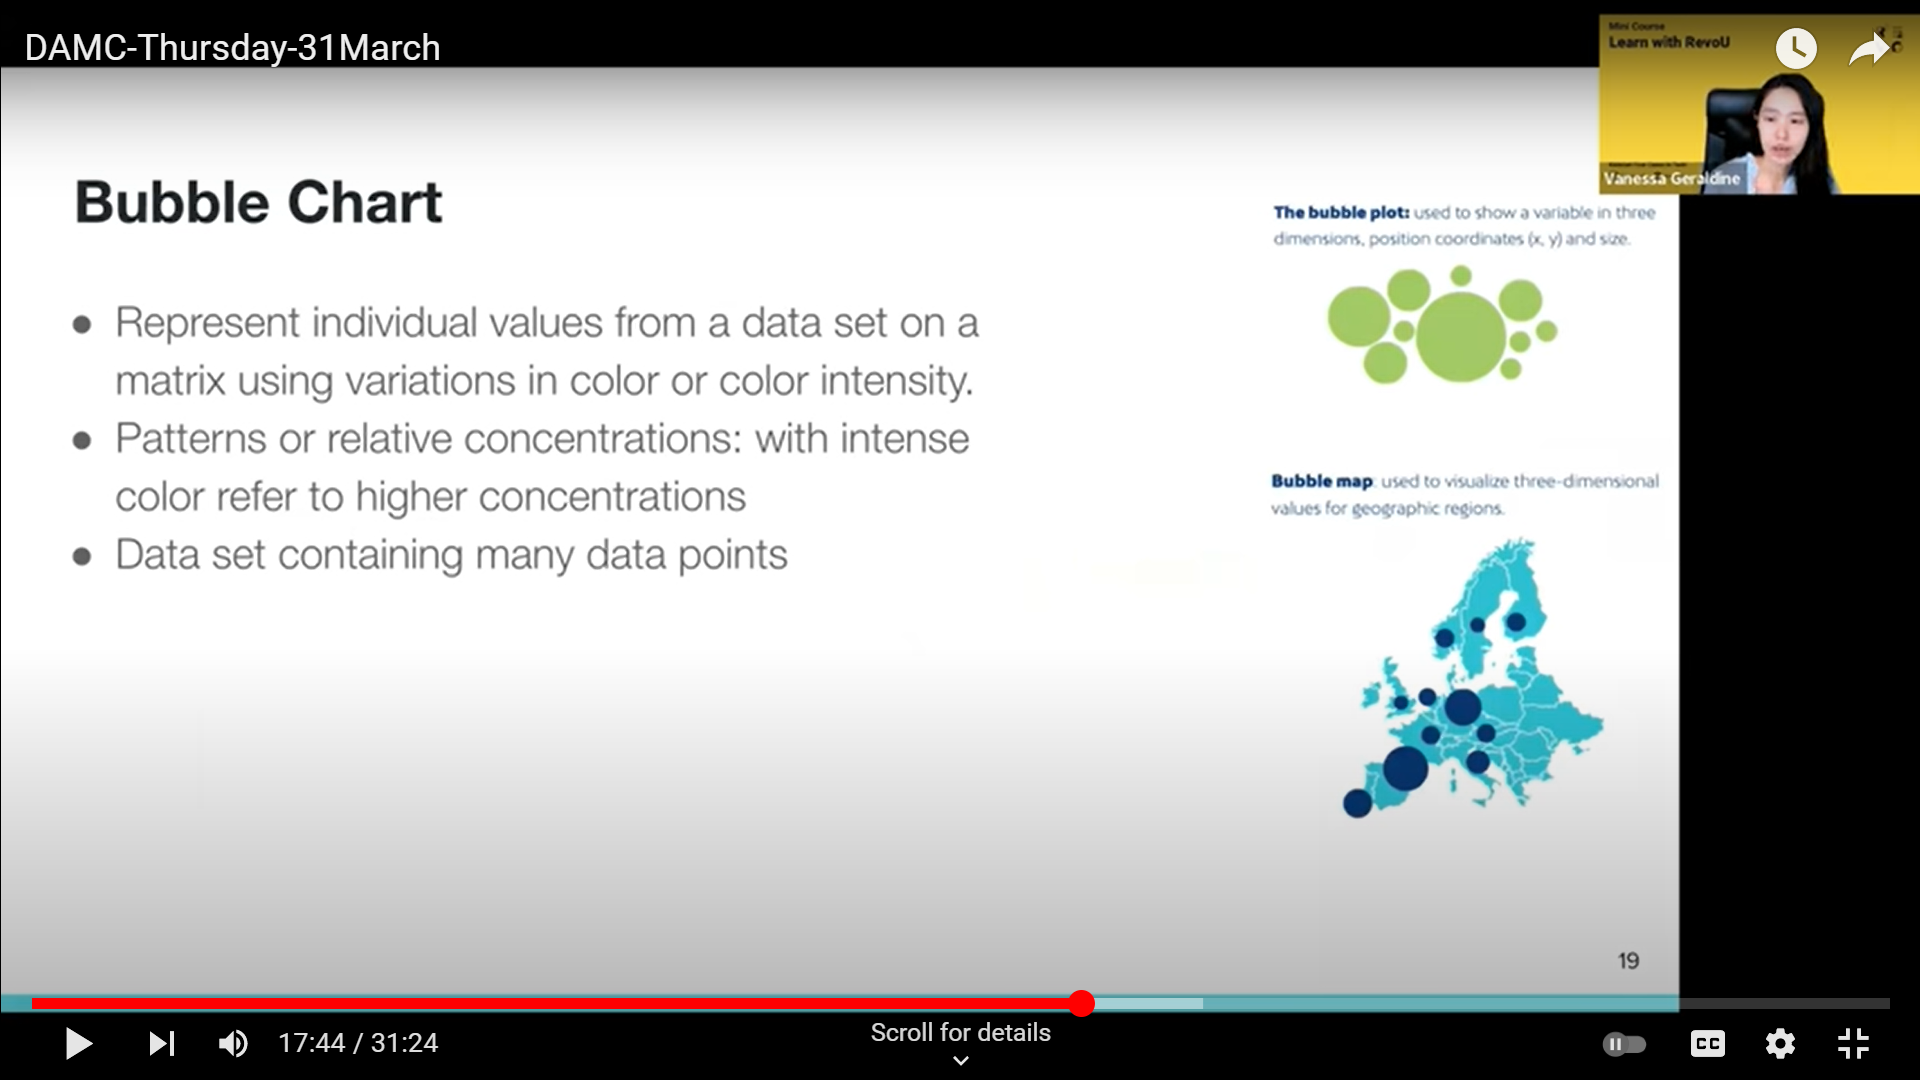 DAMC-Thursday-31March
Mini Course
Learn with RevoU
Vanessa Geraldine
Bubble Chart
● Represent individual values from a data set on a
matrix using variations in color or color intensity.
● Patterns or relative concentrations: with intense
color refer to higher concentrations
● Data set containing many data points
The bubble plot: used to show a variable in three
dimensions, position coordinates (x, y) and size.
Bubble map: used to visualize three-dimensional
values for geographic regions.
19
17:44 / 31:24
Scroll for details
CC